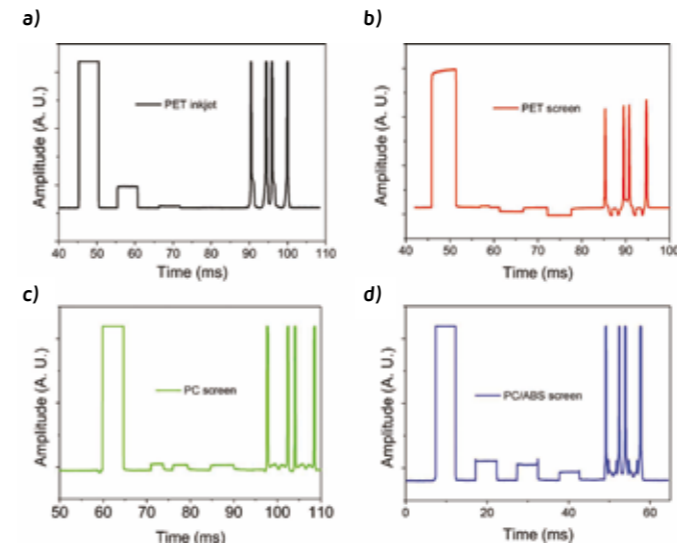 a)
Amplitude (A. U.)
PET inkjet
40 50 60 70 80 90 100 110
Time (ms)
b)
Amplitude (A. U.)
PET screen
40 50 60 70 80 90 100
Time (ms)
c)
Amplitude (A. U.)
PC screen
50 60 70 80 90 100 110
Time (ms)
d)
Amplitude (A. U.)
PC/ABS screen
0 20 40 60
Time (ms)